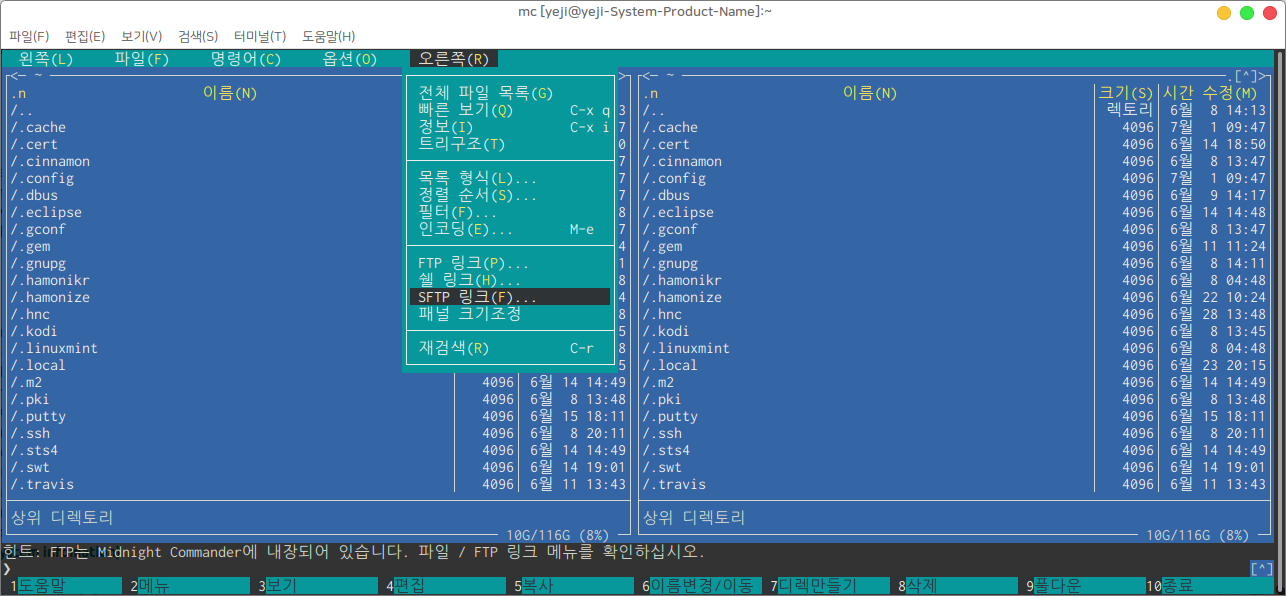 mc [yeji@yeji-System-Product-Name]:~
파일(F) 편집(E) 보기(V) 검색(S) 터미널(T) 도움말(H)
왼쪽(L) 파일(F) 명령어(C) 옵션(O) 오른쪽(R)
<─ ~
.n 이름(N)
/..
/.cache
/.cert
/.cinnamon
/.config
/.dbus
/.eclipse
/.gconf
/.gem
/.gnupg
/.hamonikr
/.hamonize
/.hnc
/.kodi
/.linuxmint
/.local
/.m2 4096 6월 14 14:49
/.pki 4096 6월 8 13:48
/.putty 4096 6월 15 18:11
/.ssh 4096 6월 8 20:11
/.sts4 4096 6월 14 14:49
/.swt 4096 6월 14 19:01
/.travis 4096 6월 11 13:43
상위 디렉토리
10G/116G (8%)
전체 파일 목록(G)
빠른 보기(Q) C-x q
정보(I) C-x i
트리구조(T)
목록 형식(L)...
정렬 순서(S)...
필터(F)...
인코딩(E)... M-e
FTP 링크(P)...
쉘 링크(H)...
SFTP 링크(F)...
패널 크기조정
재검색(R) C-r
<─ ~ .[^]>
.n 이름(N) 크기(S) 시간 수정(M)
/.. 렉토리 6월 8 14:13
/.cache 4096 7월 1 09:47
/.cert 4096 6월 14 18:50
/.cinnamon 4096 6월 8 13:47
/.config 4096 7월 1 09:47
/.dbus 4096 6월 9 14:17
/.eclipse 4096 6월 14 14:48
/.gconf 4096 6월 8 13:47
/.gem 4096 6월 11 11:24
/.gnupg 4096 6월 8 14:11
/.hamonikr 4096 6월 8 04:48
/.hamonize 4096 6월 22 10:24
/.hnc 4096 6월 28 13:48
/.kodi 4096 6월 8 13:45
/.linuxmint 4096 6월 8 04:48
/.local 4096 6월 23 20:15
/.m2 4096 6월 14 14:49
/.pki 4096 6월 8 13:48
/.putty 4096 6월 15 18:11
/.ssh 4096 6월 8 20:11
/.sts4 4096 6월 14 14:49
/.swt 4096 6월 14 19:01
/.travis 4096 6월 11 13:43
상위 디렉토리
10G/116G (8%)
힌트: FTP는 Midnight Commander에 내장되어 있습니다. 파일 / FTP 링크 메뉴를 확인하십시오.
❯ [^]
1도움말 2메뉴 3보기 4편집 5복사 6이름변경/이동 7디렉만들기 8삭제 9풀다운 10종료